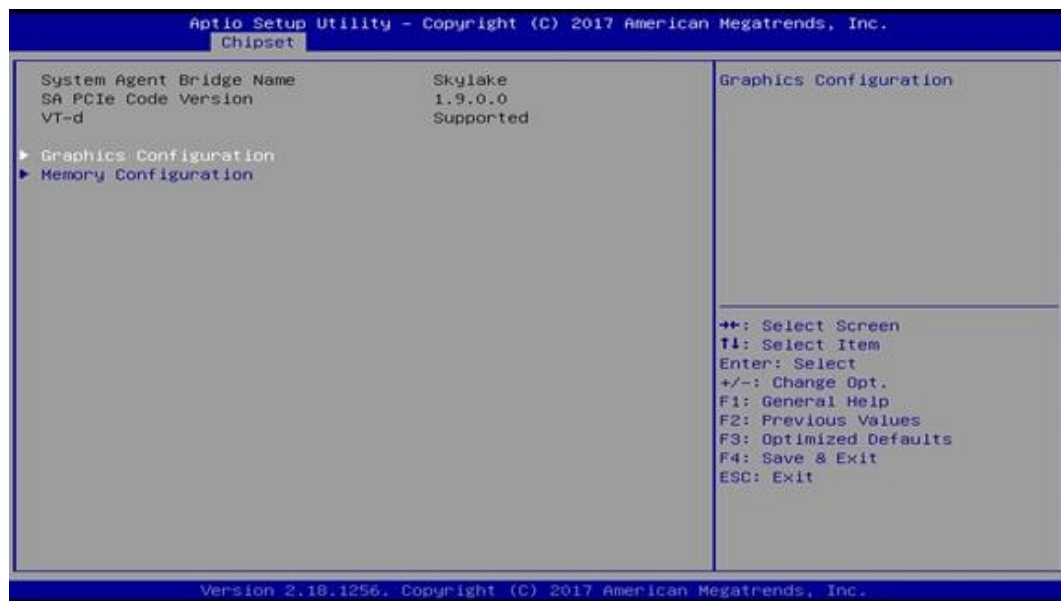 Aptio Setup Utility – Copyright (C) 2017 American Megatrends, Inc.
Chipset
System Agent Bridge Name Skylake
SA PCIe Code Version 1.9.0.0
VT-d Supported
► Graphics Configuration
► Memory Configuration
Graphics Configuration
→←: Select Screen
↑↓: Select Item
Enter: Select
+/-: Change Opt.
F1: General Help
F2: Previous Values
F3: Optimized Defaults
F4: Save & Exit
ESC: Exit
Version 2.18.1256. Copyright (C) 2017 American Megatrends, Inc.